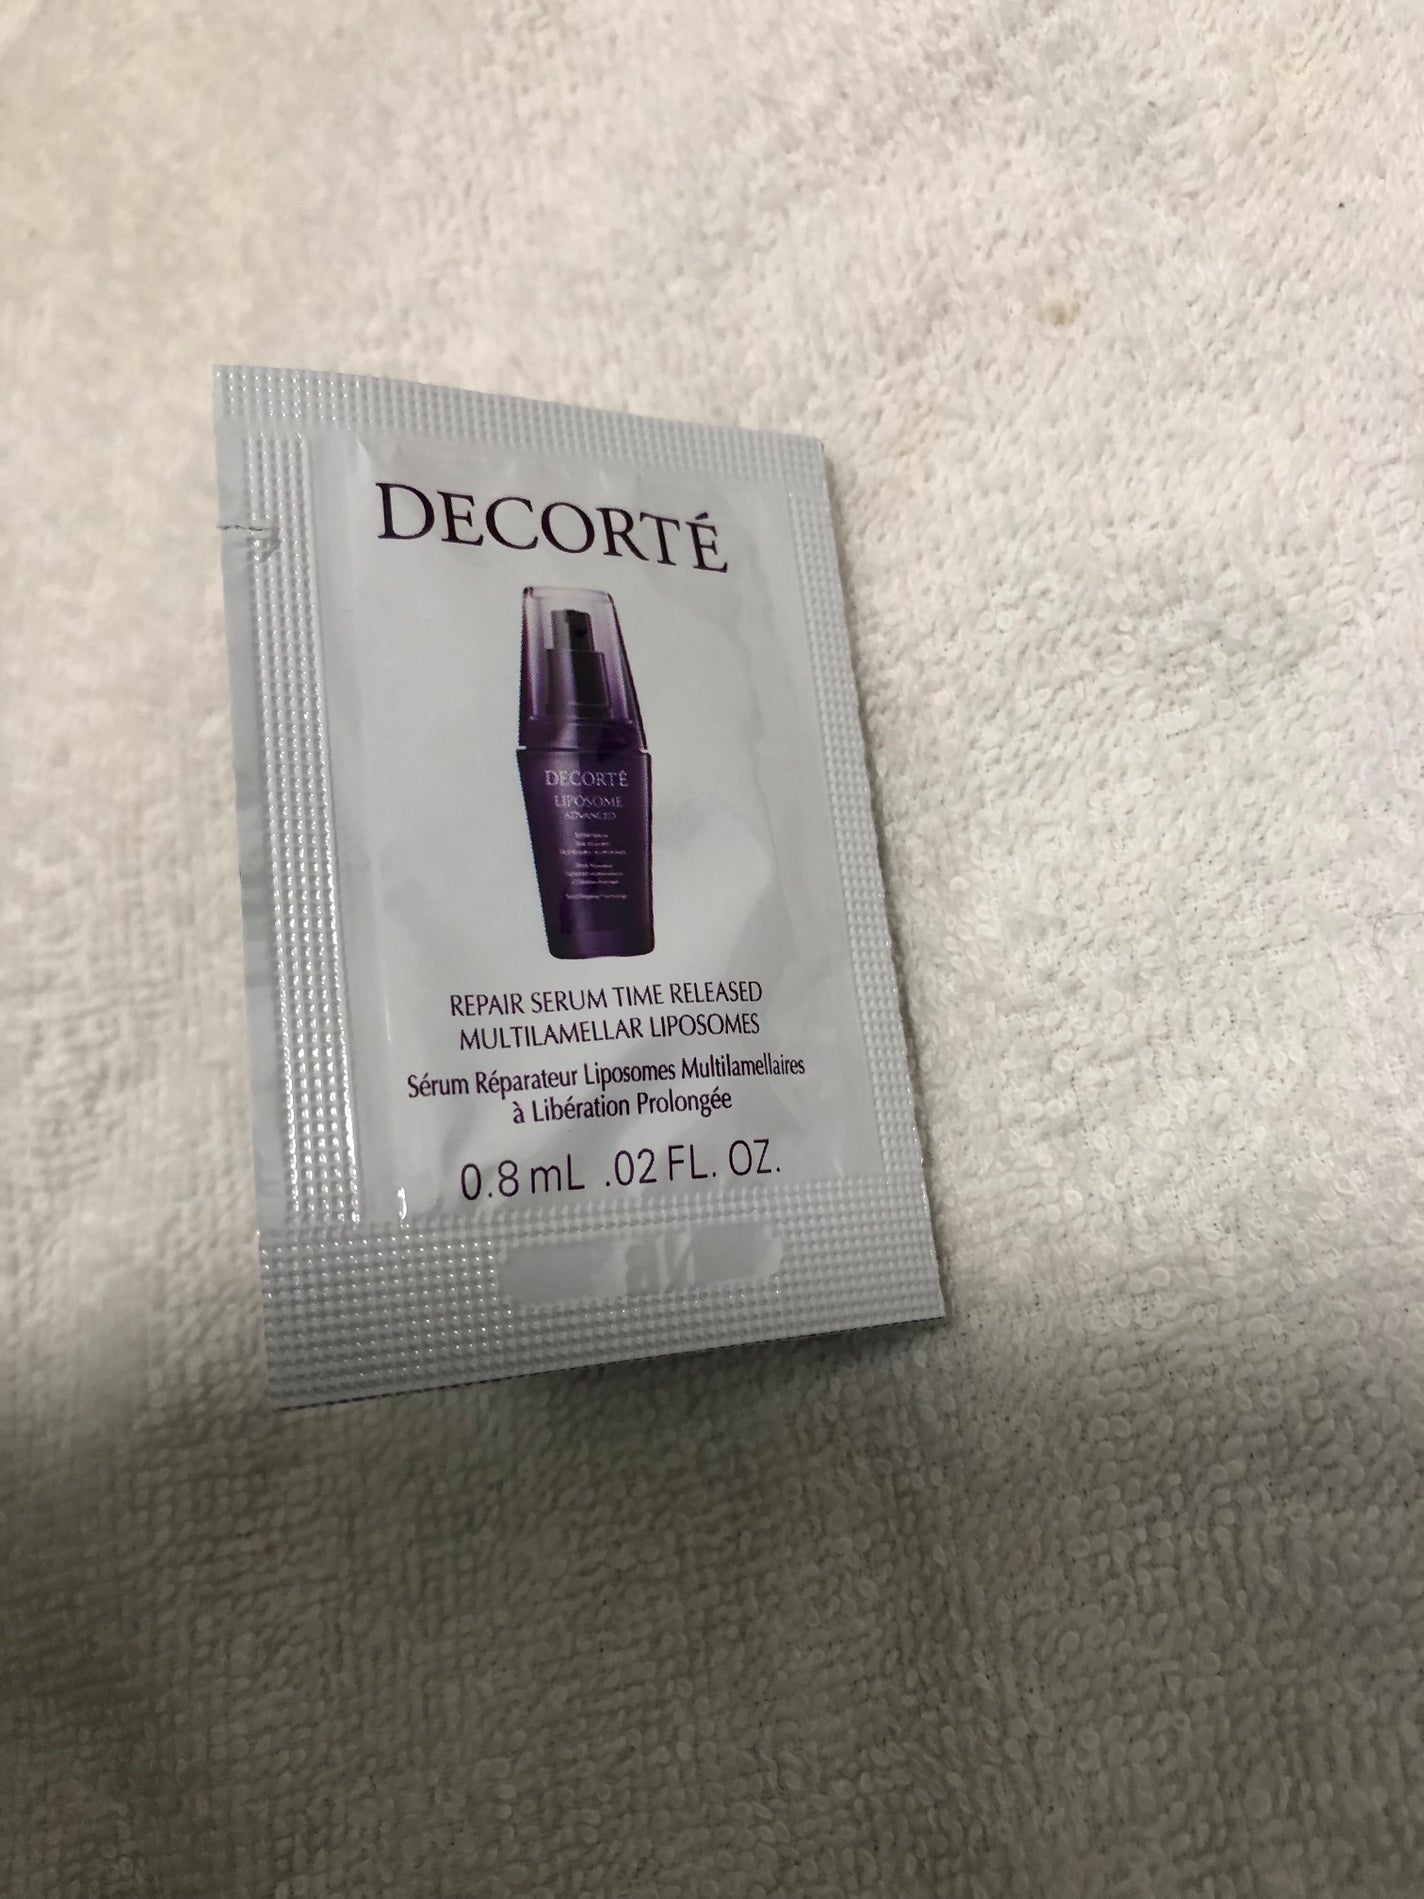 DECORTÉ
DECORTÉ
LIPOSOME
ADVANCED
REPAIR SERUM TIME RELEASED
MULTILAMELLAR LIPOSOMES
Sérum Réparateur Liposomes Multilamellaires
à Libération Prolongée
0.8 mL .02 FL. OZ.